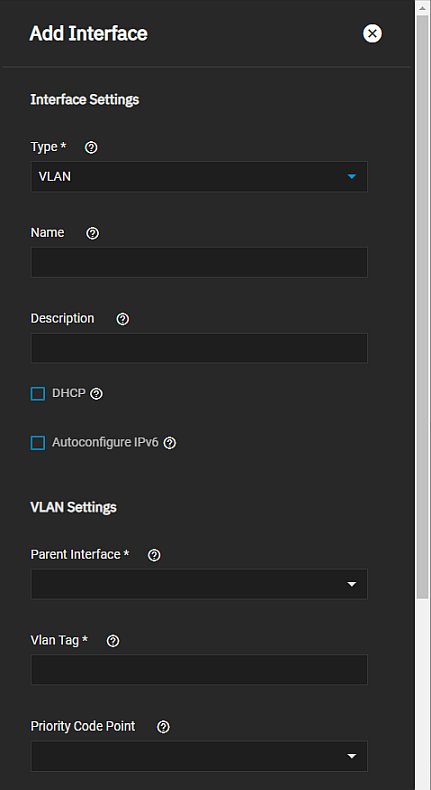 Add Interface
Interface Settings
Type *
VLAN
Name
Description
DHCP
Autoconfigure IPv6
VLAN Settings
Parent Interface *
Vlan Tag *
Priority Code Point